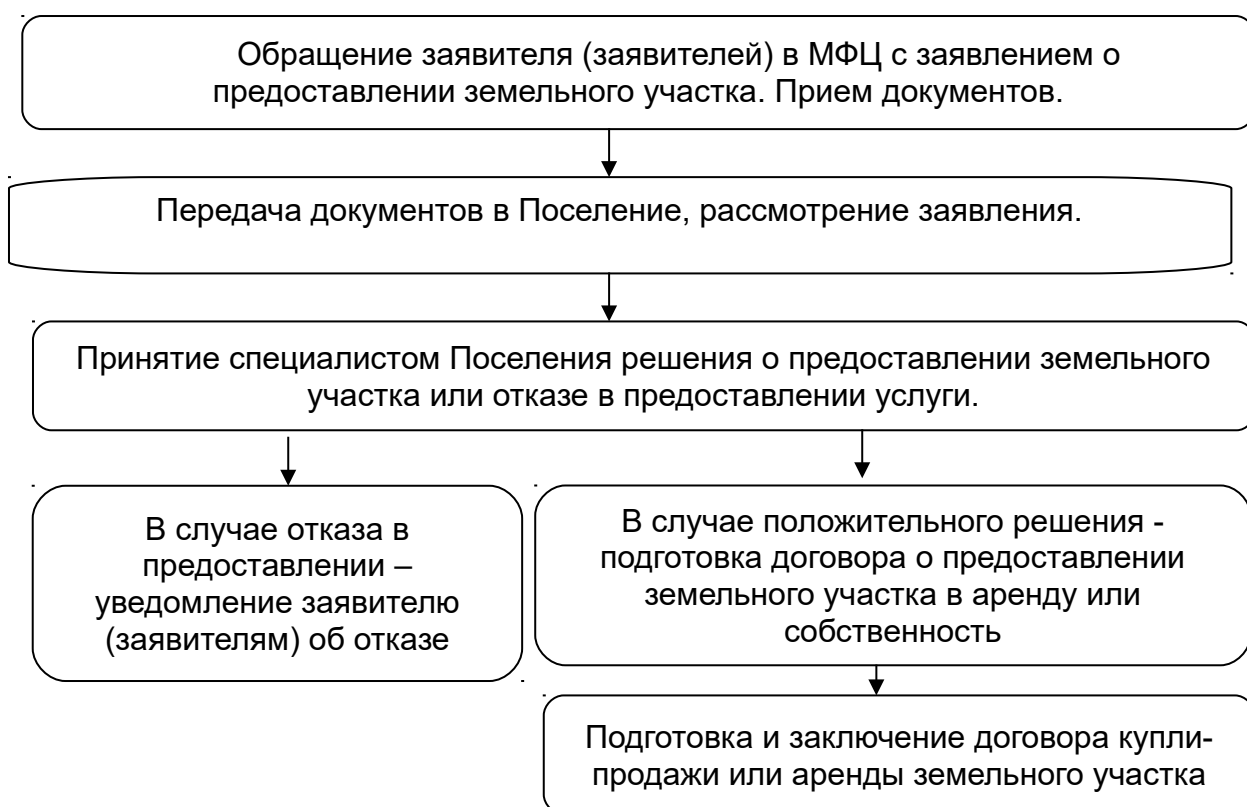 Обращение заявителя (заявителей) в МФЦ с заявлением о
предоставлении земельного участка. Прием документов.
Передача документов в Поселение, рассмотрение заявления.
Принятие специалистом Поселения решения о предоставлении земельного
участка или отказе в предоставлении услуги.
В случае отказа в
предоставлении –
уведомление заявителю
(заявителям) об отказе
В случае положительного решения -
подготовка договора о предоставлении
земельного участка в аренду или
собственность
Подготовка и заключение договора купли-
продажи или аренды земельного участка